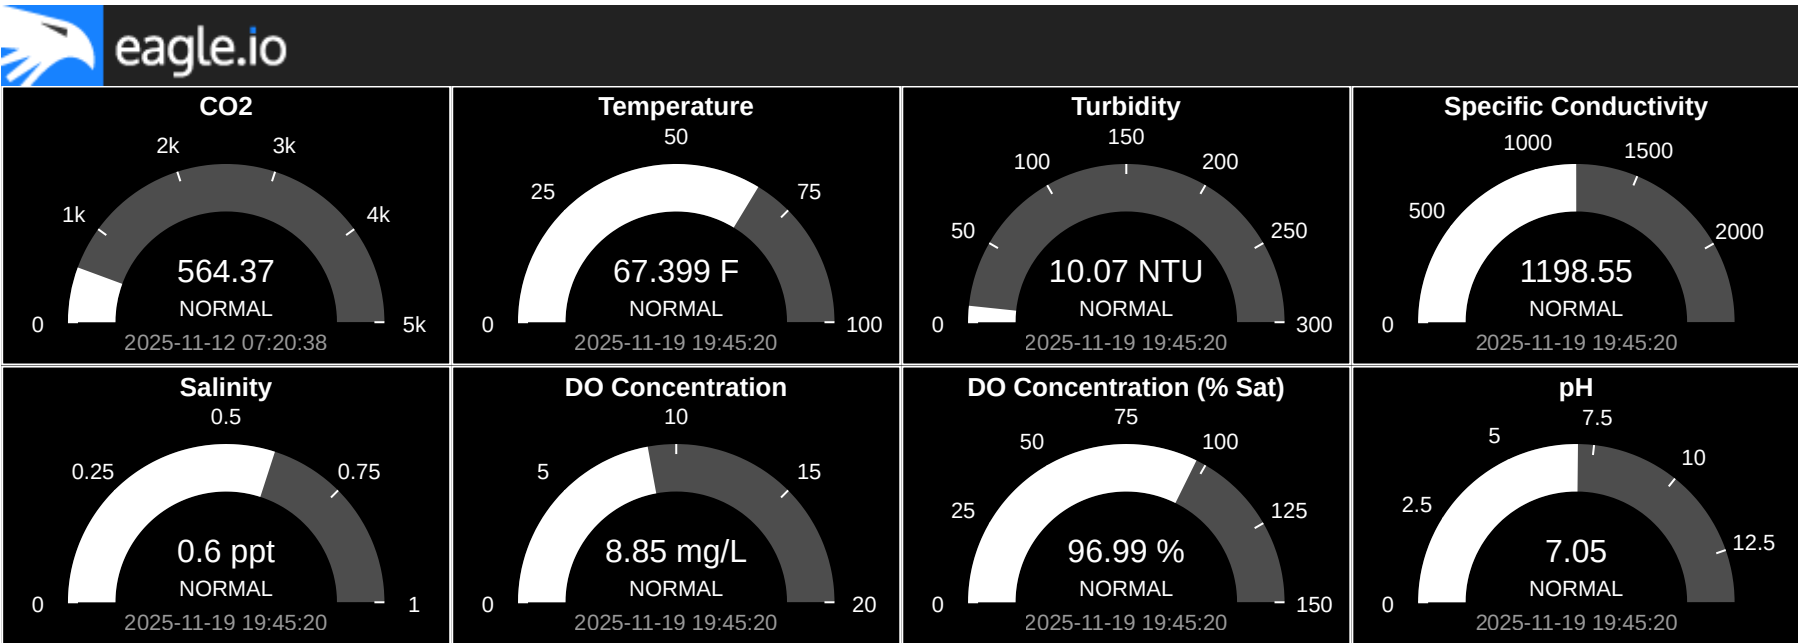 eagle.io
CO2
0
1k
2k
3k
4k
5k
564.37
NORMAL
2025-11-12 07:20:38
Temperature
0
25
50
75
100
67.399 F
NORMAL
2025-11-19 19:45:20
Turbidity
0
50
100
150
200
250
300
10.07 NTU
NORMAL
2025-11-19 19:45:20
Specific Conductivity
0
500
1000
1500
2000
1198.55
NORMAL
2025-11-19 19:45:20
Salinity
0
0.25
0.5
0.75
1
0.6 ppt
NORMAL
2025-11-19 19:45:20
DO Concentration
0
5
10
15
20
8.85 mg/L
NORMAL
2025-11-19 19:45:20
DO Concentration (% Sat)
0
25
50
75
100
125
150
96.99 %
NORMAL
2025-11-19 19:45:20
pH
0
2.5
5
7.5
10
12.5
7.05
NORMAL
2025-11-19 19:45:20